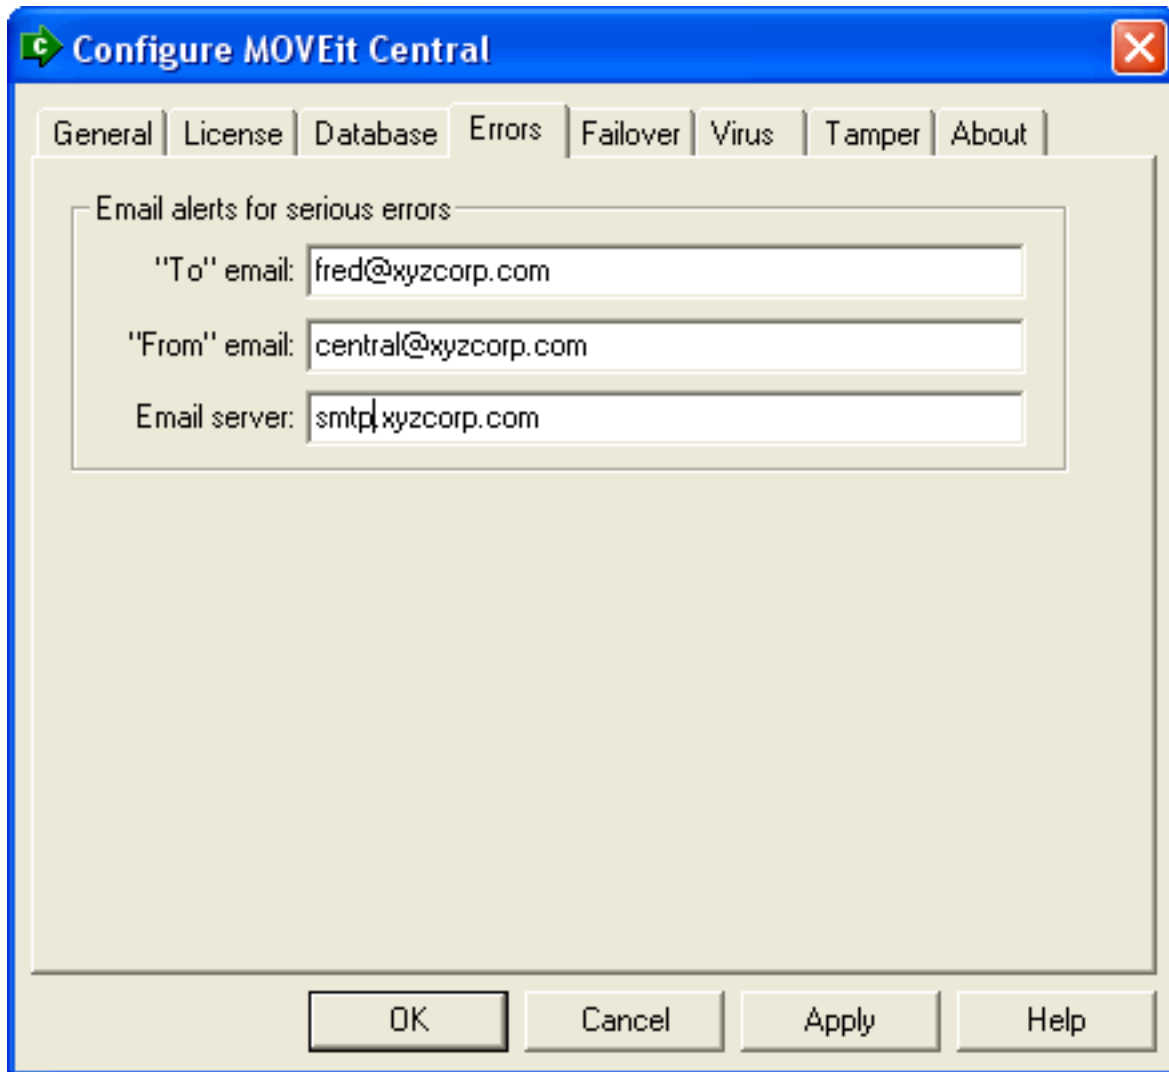 Configure MOVEit Central
General License Database Errors Failover Virus Tamper About
Email alerts for serious errors
"To" email: fred@xyzcorp.com
"From" email: central@xyzcorp.com
Email server: smtp.xyzcorp.com
OK Cancel Apply Help